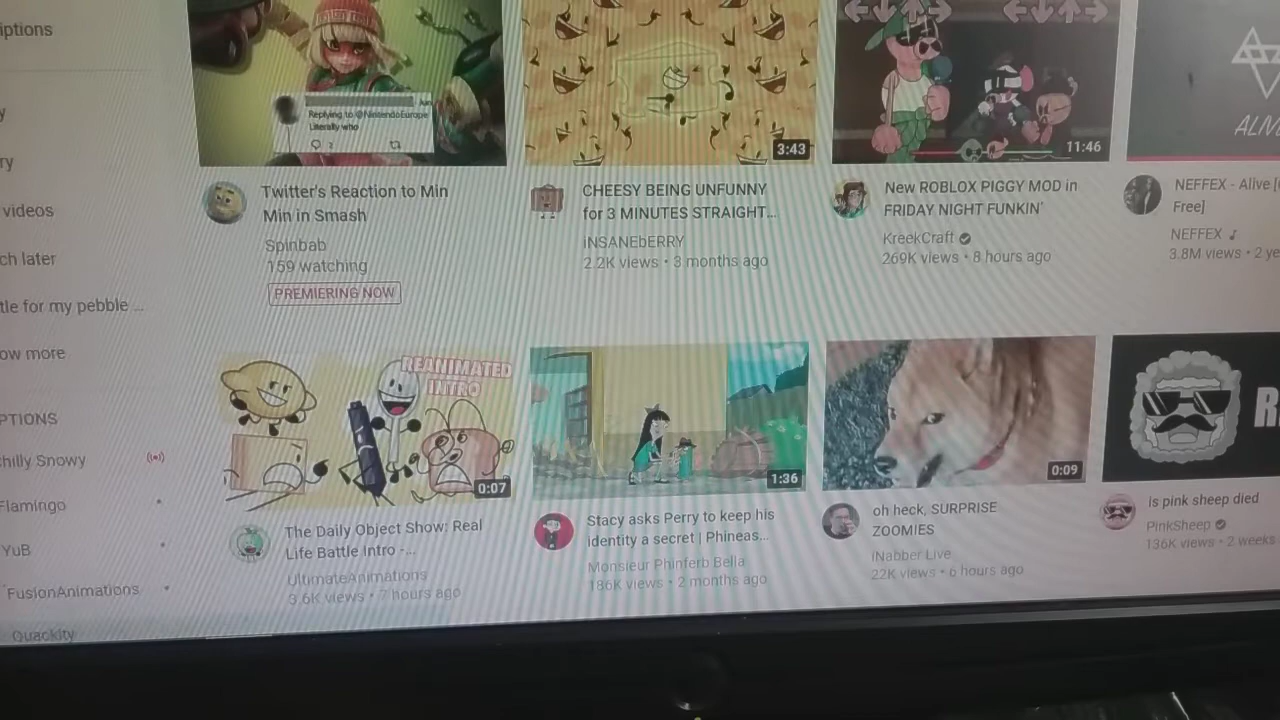 iptions
y
ry
videos
ch later
tle for my pebble ...
ow more
PTIONS
hilly Snowy
Flamingo
YuB
FusionAnimations
Quackity
Replying to @NintendoEurope
Literally who
Twitter's Reaction to Min
Min in Smash
Spinbab
159 watching
PREMIERING NOW
3:43
CHEESY BEING UNFUNNY
for 3 MINUTES STRAIGHT...
iNSANEbERRY
2.2K views • 3 months ago
11:46
New ROBLOX PIGGY MOD in
FRIDAY NIGHT FUNKIN'
KreekCraft
269K views • 8 hours ago
NEFFEX - Alive [
Free]
NEFFEX
3.8M views • 2 ye
REANIMATED
INTRO
0:07
The Daily Object Show: Real
Life Battle Intro -...
UltimateAnimations
3.6K views • 7 hours ago
1:36
Stacy asks Perry to keep his
identity a secret | Phineas...
Monsieur Phinferb Bella
186K views • 2 months ago
0:09
oh heck, SURPRISE
ZOOMIES
iNabber Live
22K views • 6 hours ago
is pink sheep died
PinkSheep
136K views • 2 weeks